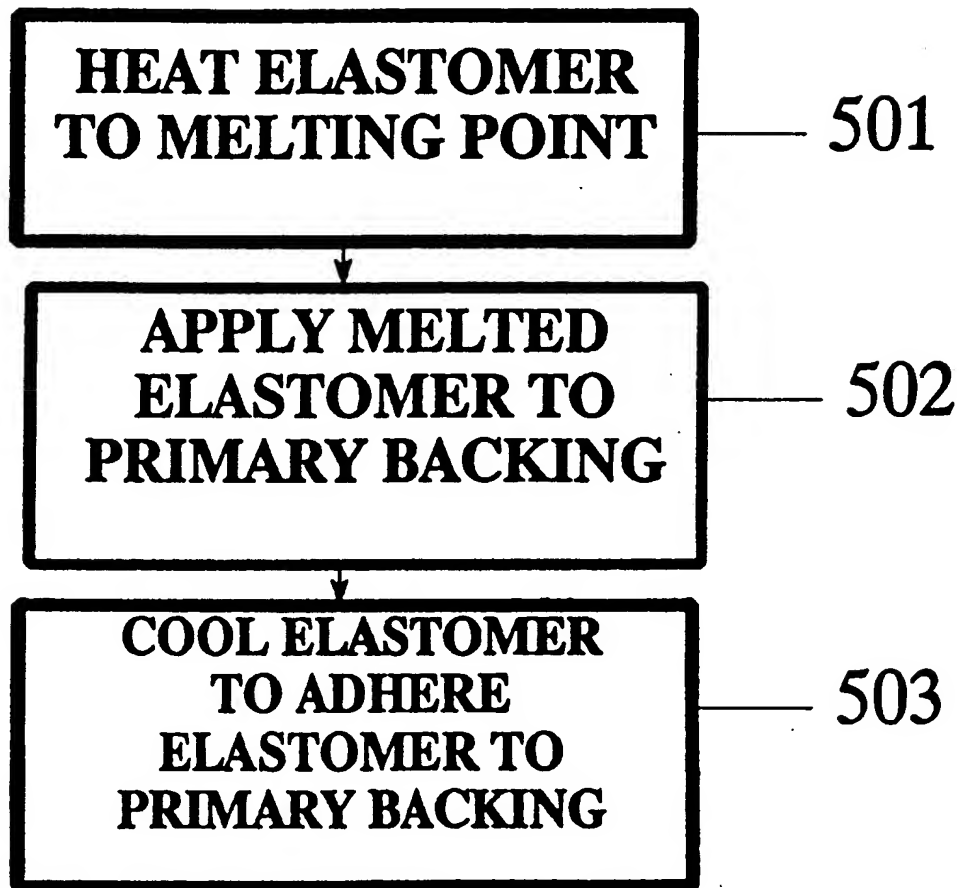 HEAT ELASTOMER
TO MELTING POINT
501
APPLY MELTED
ELASTOMER TO
PRIMARY BACKING
502
COOL ELASTOMER
TO ADHERE
ELASTOMER TO
PRIMARY BACKING
503